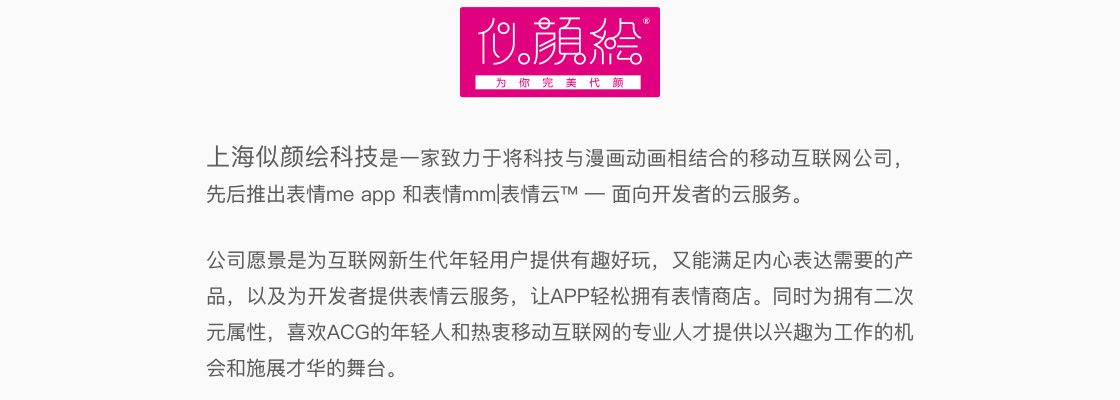 似顔絵®
为你完美代颜
上海似颜绘科技是一家致力于将科技与漫画动画相结合的移动互联网公司，
先后推出表情me app 和表情mm|表情云™ — 面向开发者的云服务。
公司愿景是为互联网新生代年轻用户提供有趣好玩，又能满足内心表达需要的产
品，以及为开发者提供表情云服务，让APP轻松拥有表情商店。同时为拥有二次
元属性，喜欢ACG的年轻人和热衷移动互联网的专业人才提供以兴趣为工作的机
会和施展才华的舞台。